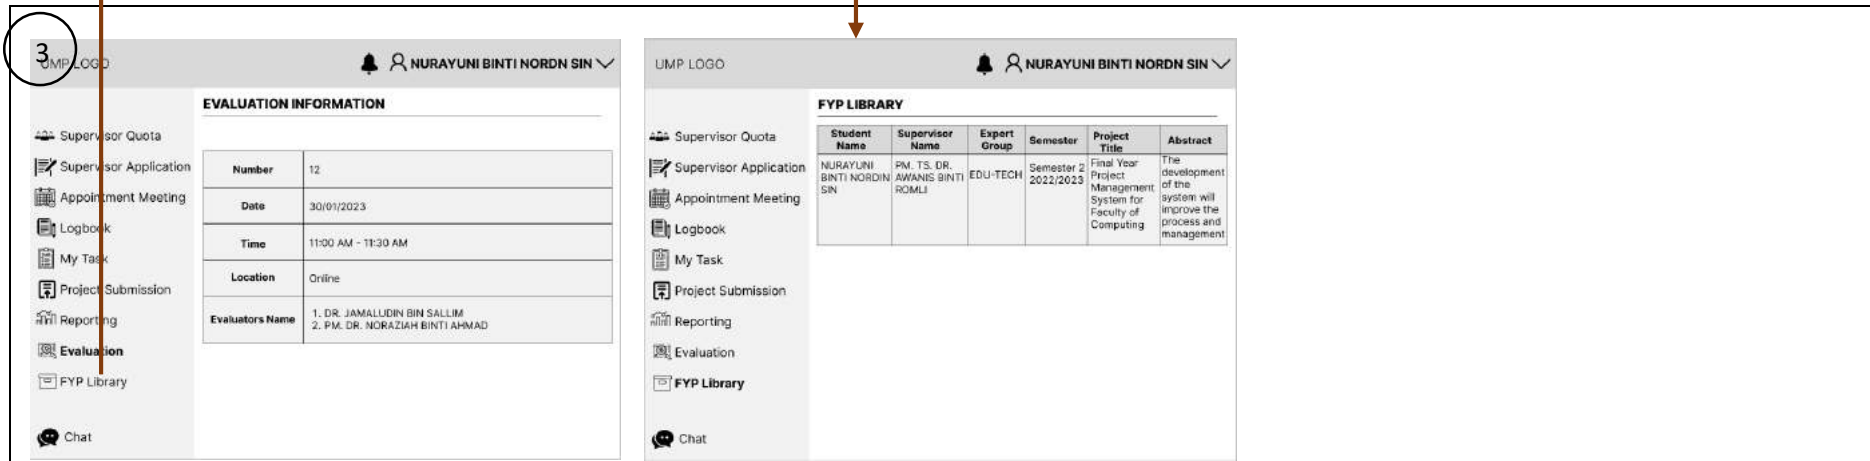 3
UMP LOGO
NURAYUNI BINTI NORDN SIN
EVALUATION INFORMATION
Supervisor Quota
Supervisor Application
Appointment Meeting
Logbook
My Task
Project Submission
Reporting
Evaluation
FYP Library
Chat
Number 12
Date 30/01/2023
Time 11:00 AM - 11:30 AM
Location Online
Evaluators Name
1. DR. JAMALUDIN BIN SALLIM
2. PM. DR. NORAZIAH BINTI AHMAD
UMP LOGO
NURAYUNI BINTI NORDN SIN
FYP LIBRARY
Supervisor Quota
Supervisor Application
Appointment Meeting
Logbook
My Task
Project Submission
Reporting
Evaluation
FYP Library
Chat
Student
Name
Supervisor
Name
Expert
Group
Semester
Project
Title
Abstract
NURAYUNI
BINTI NORDIN
SIN
PM. TS. DR.
AWANIS BINTI
ROMLI
EDU-TECH
Semester 2
2022/2023
Final Year
Project
Management
System for
Faculty of
Computing
The
development
of the
system will
improve the
process and
management